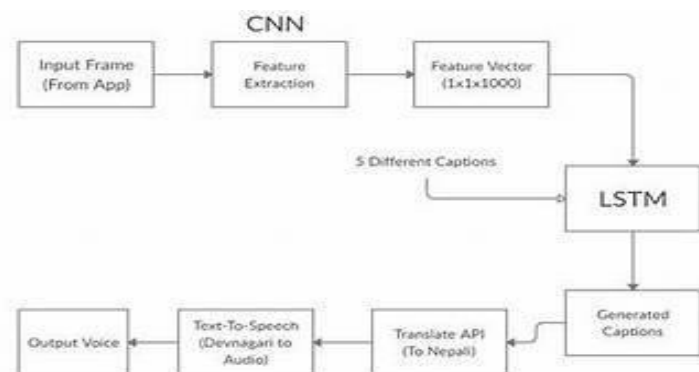 CNN
Input Frame
(From App)
Feature
Extraction
Feature Vector
(1x1x1000)
5 Different Captions
LSTM
Generated
Captions
Translate API
(To Nepali)
Text-To-Speech
(Devnagari to
Audio)
Output Voice